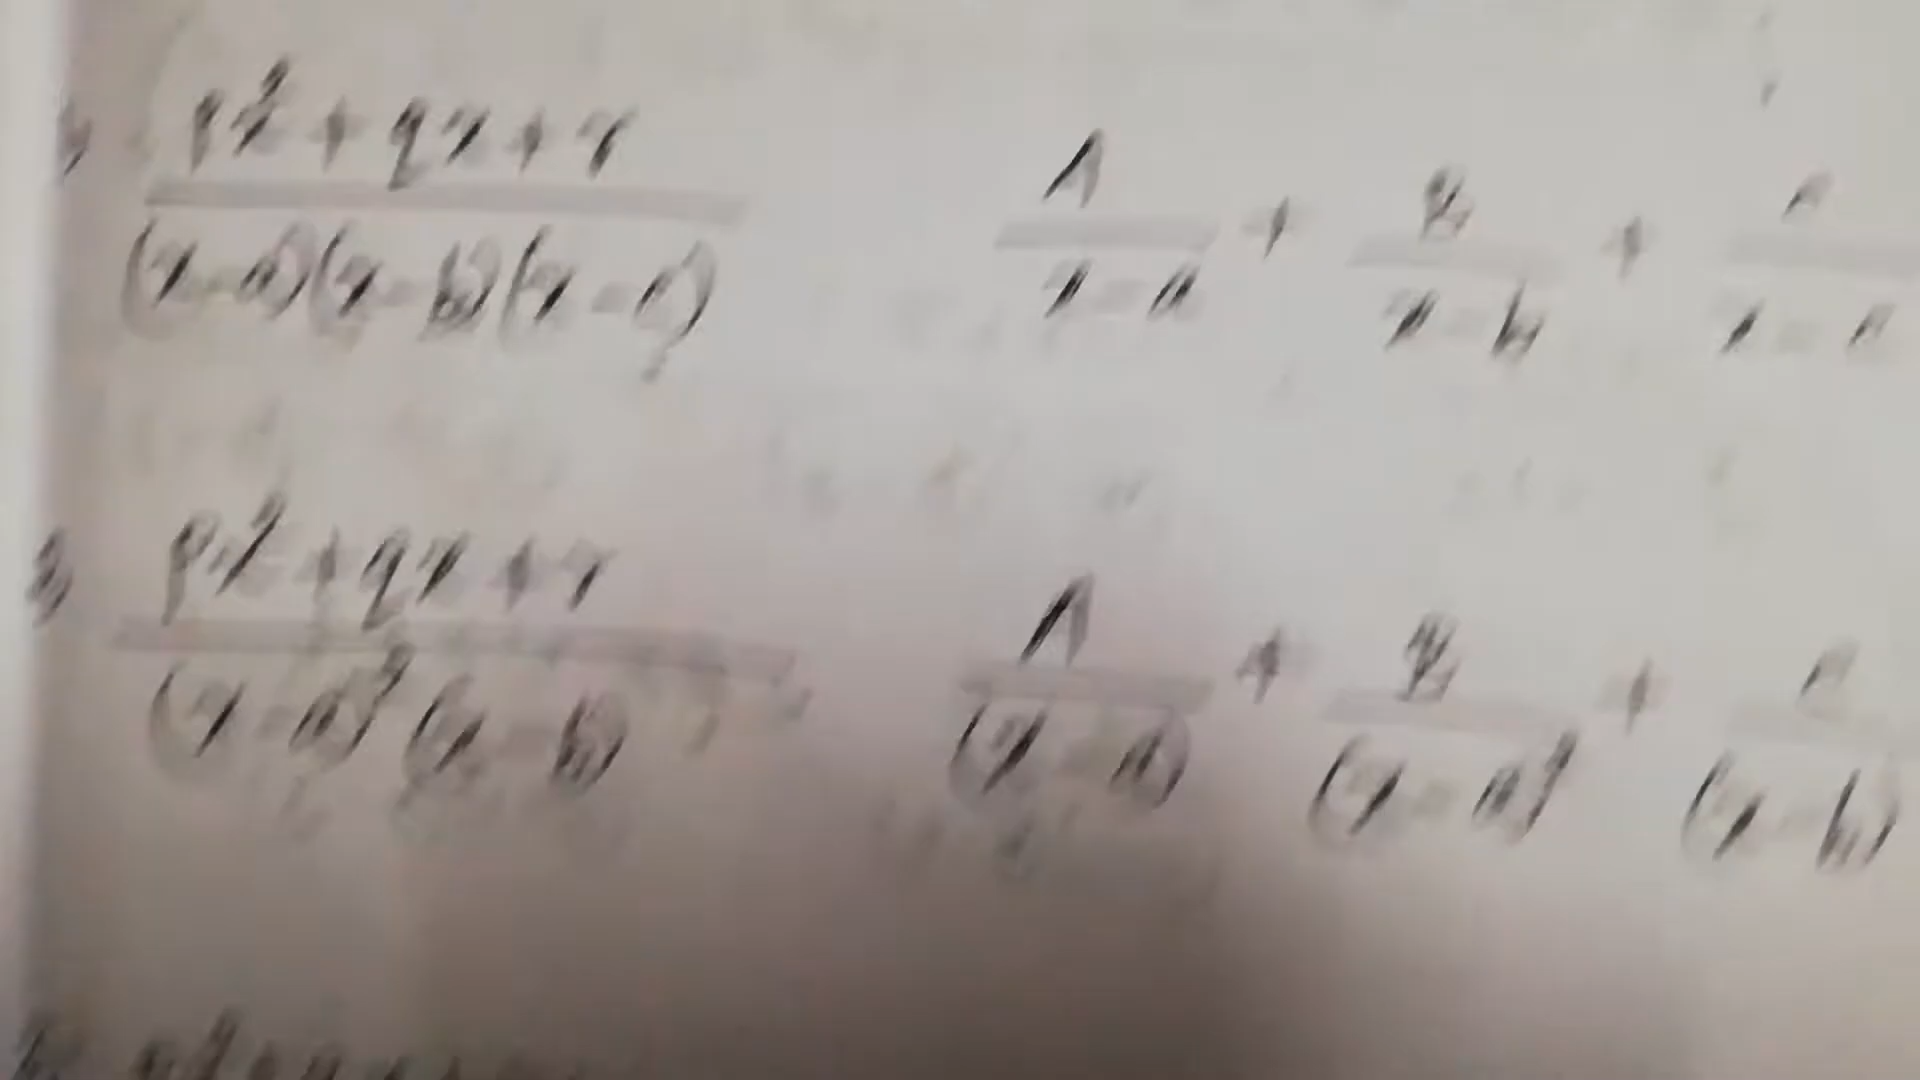 px²+qx+r / (x-a)(x-b)(x-c) A/x-a + B/x-b + C/x-c
px²+qx+r / (x-a)²(x-b) A/(x-a) + B/(x-a)² + C/(x-b)